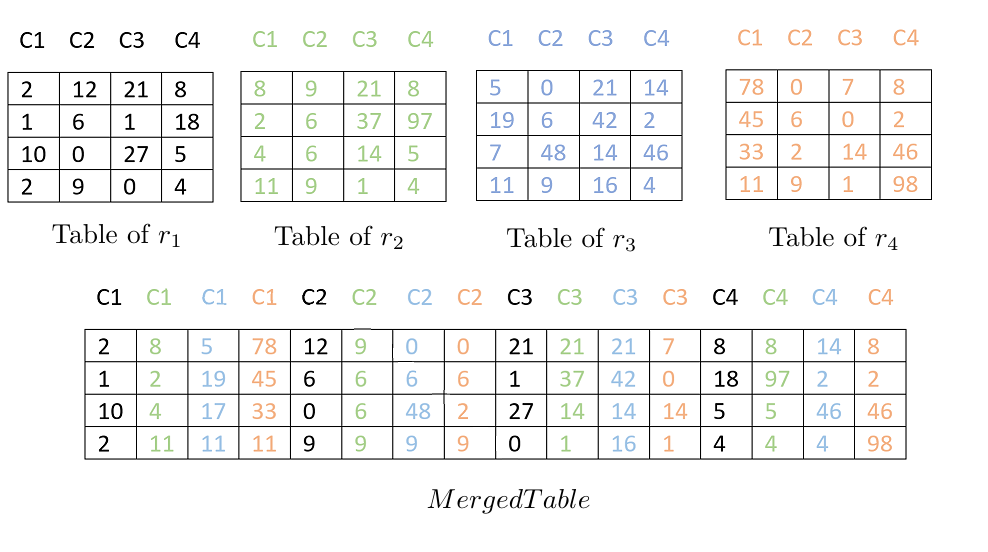 C1 C2 C3 C4 C1 C2 C3 C4 C1 C2 C3 C4 C1 C2 C3 C4
2 12 21 8 8 9 21 8 5 0 21 14 78 0 7 8
1 6 1 18 2 6 37 97 19 6 42 2 45 6 0 2
10 0 27 5 4 6 14 5 7 48 14 46 33 2 14 46
2 9 0 4 11 9 1 4 11 9 16 4 11 9 1 98
Table of r₁ Table of r₂ Table of r₃ Table of r₄
C1 C1 C1 C1 C2 C2 C2 C2 C3 C3 C3 C3 C4 C4 C4 C4
2 8 5 78 12 9 0 0 21 21 21 7 8 8 14 8
1 2 19 45 6 6 6 6 1 37 42 0 18 97 2 2
10 4 17 33 0 6 48 2 27 14 14 14 5 5 46 46
2 11 11 11 9 9 9 9 0 1 16 1 4 4 4 98
MergedTable